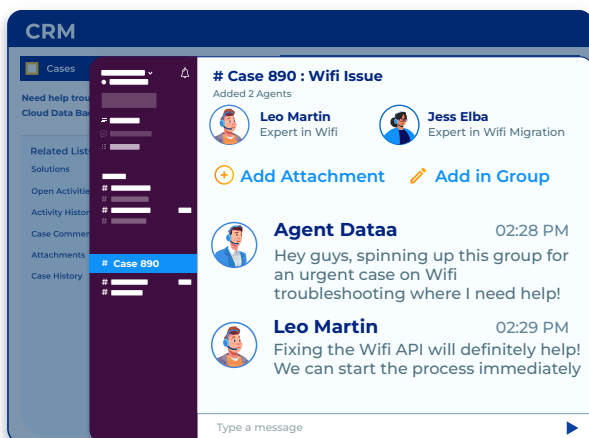 CRM
Cases
Need help trou
Cloud Data Bac
Related Lists
Solutions
Open Activitie
Activity Histor
Case Commen
Attachments
Case History
# Case 890
# Case 890 : Wifi Issue
Added 2 Agents
Leo Martin
Expert in Wifi
Jess Elba
Expert in Wifi Migration
Add Attachment
Add in Group
Agent Dataa
02:28 PM
Hey guys, spinning up this group for
an urgent case on Wifi
troubleshooting where I need help!
Leo Martin
02:29 PM
Fixing the Wifi API will definitely help!
We can start the process immediately
Type a message